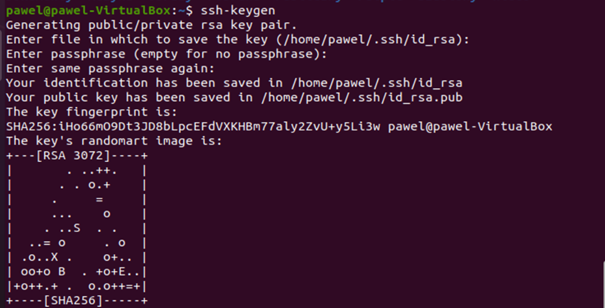 pawel@pawel-VirtualBox:~$ ssh-keygen
Generating public/private rsa key pair.
Enter file in which to save the key (/home/pawel/.ssh/id_rsa):
Enter passphrase (empty for no passphrase):
Enter same passphrase again:
Your identification has been saved in /home/pawel/.ssh/id_rsa
Your public key has been saved in /home/pawel/.ssh/id_rsa.pub
The key fingerprint is:
SHA256:iHo66mO9Dt3JD8bLpcEFdVXKHBm77aly2ZvU+y5Li3w pawel@pawel-VirtualBox
The key's randomart image is:
+---[RSA 3072]----+
|       . ..++.   |
|      . . o.+    |
|     .     =     |
|     ...    o    |
|    . ..S  . .   |
|  ..= o     . o  |
| .o..X .    o+.. |
| oo+o B  . +o+E..|
|+o++.+ .  o.o++=+|
+----[SHA256]-----+